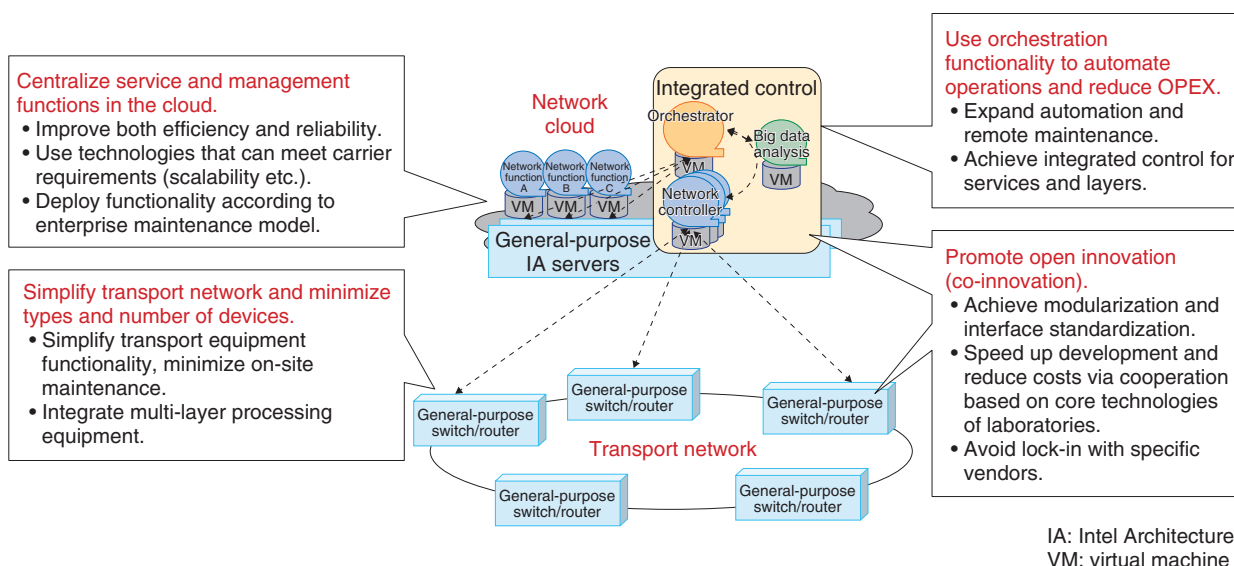 Centralize service and management
functions in the cloud.
• Improve both efficiency and reliability.
• Use technologies that can meet carrier
requirements (scalability etc.).
• Deploy functionality according to
enterprise maintenance model.
Simplify transport network and minimize
types and number of devices.
• Simplify transport equipment
functionality, minimize on-site
maintenance.
• Integrate multi-layer processing
equipment.
Network
cloud
Network
function
A
VM
Network
function
B
VM
Network
function
C
VM
General-purpose
IA servers
Integrated control
Orchestrator
VM
Big data
analysis
VM
Network
controller
VM
General-purpose
switch/router
General-purpose
switch/router
General-purpose
switch/router
Transport network
General-purpose
switch/router
General-purpose
switch/router
Use orchestration
functionality to automate
operations and reduce OPEX.
• Expand automation and
remote maintenance.
• Achieve integrated control for
services and layers.
Promote open innovation
(co-innovation).
• Achieve modularization and
interface standardization.
• Speed up development and
reduce costs via cooperation
based on core technologies
of laboratories.
• Avoid lock-in with specific
vendors.
IA: Intel Architecture
VM: virtual machine